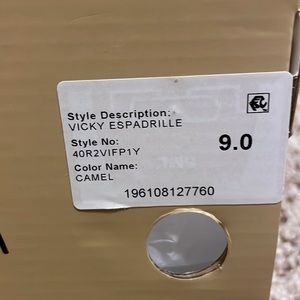 Style Description:
VICKY ESPADRILLE
Style No:
40R2VIFP1Y
9.0
Color Name:
CAMEL
196108127760